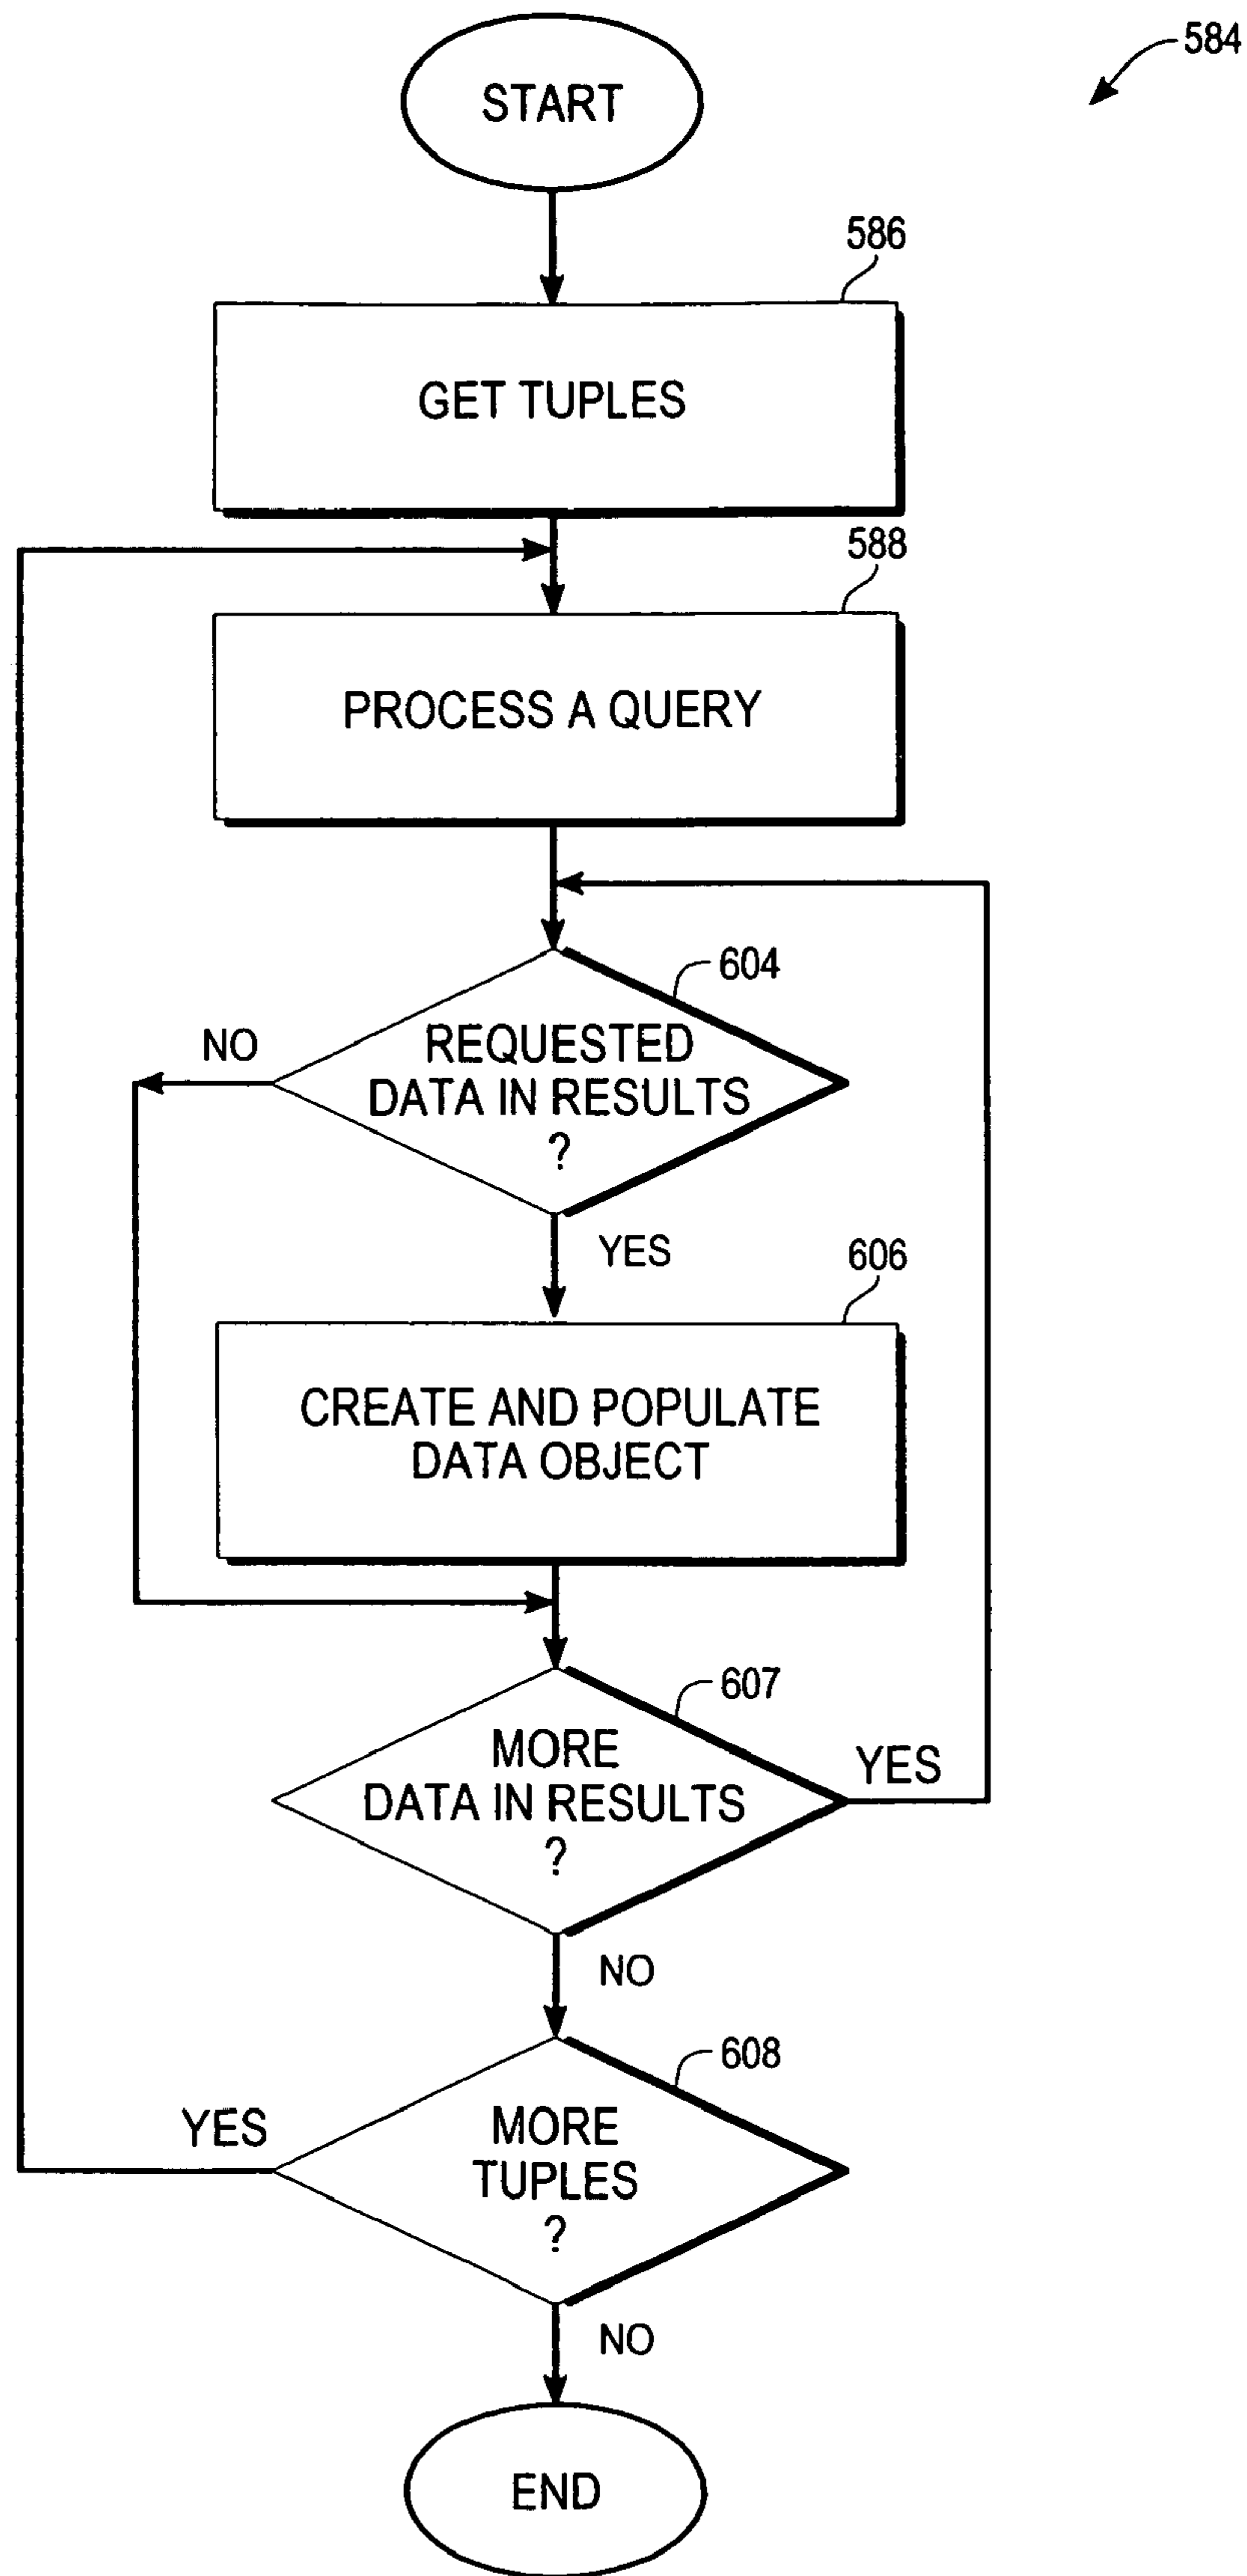 584
START
586
GET TUPLES
588
PROCESS A QUERY
604
NO
REQUESTED
DATA IN RESULTS
?
YES
606
CREATE AND POPULATE
DATA OBJECT
607
MORE
DATA IN RESULTS
?
YES
NO
608
YES
MORE
TUPLES
?
NO
END